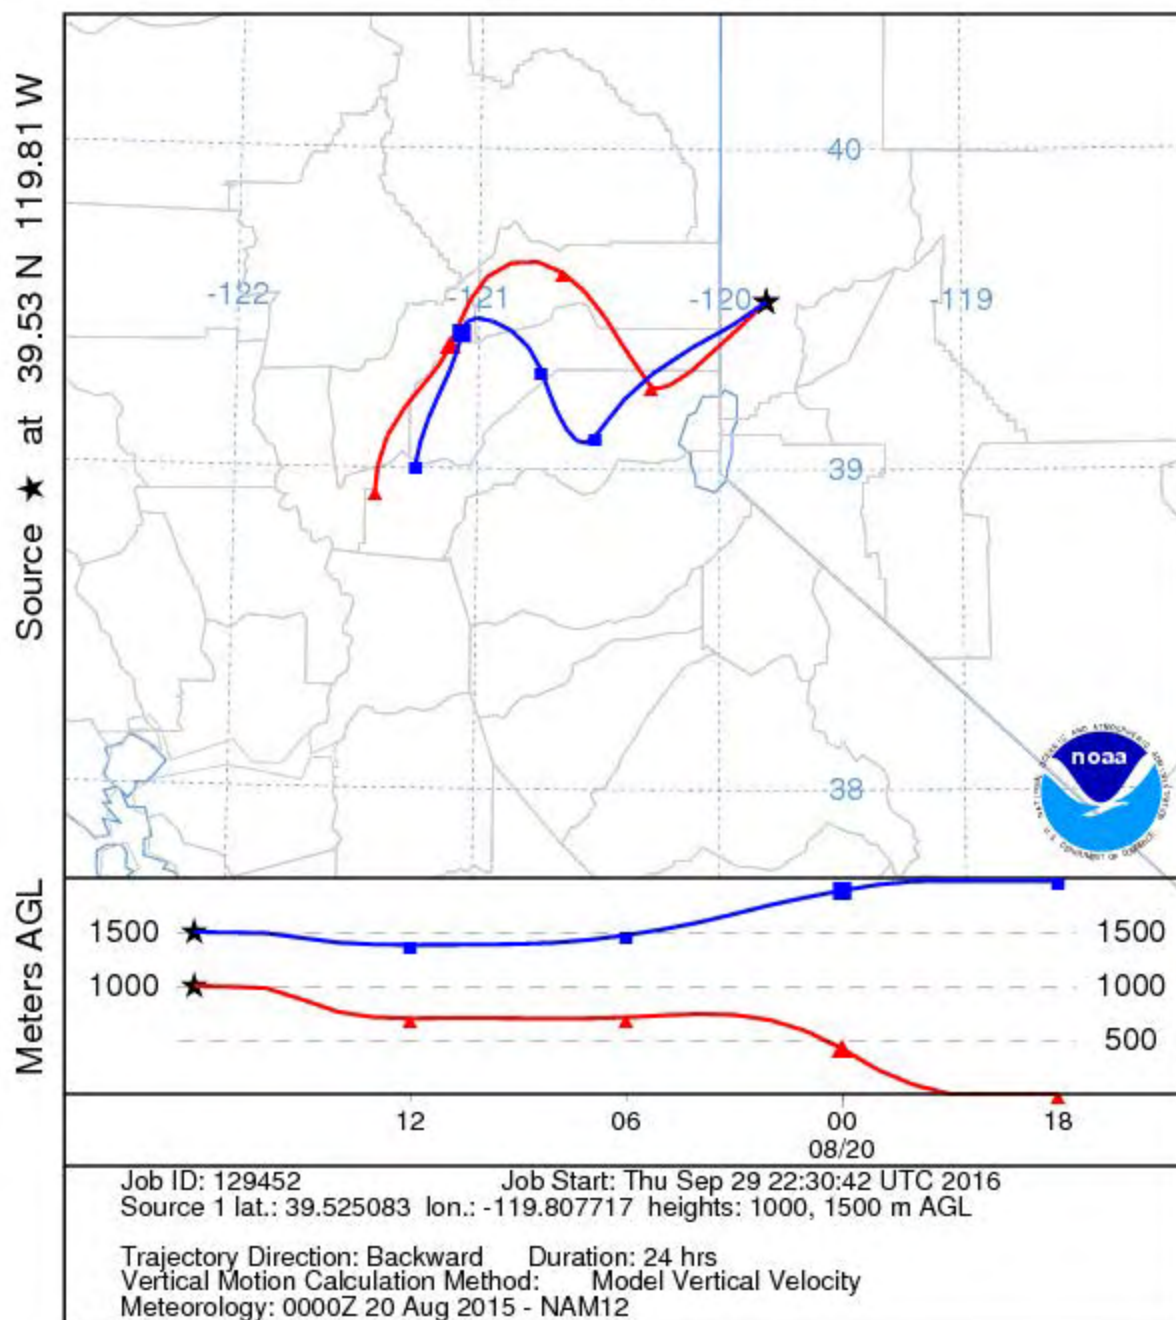 Source ★ at 39.53 N 119.81 W
40
-122
-121
-120
-119
39
38
noaa
Meters AGL
1500
1500
1000
1000
500
12
06
00
18
08/20
Job ID: 129452 Job Start: Thu Sep 29 22:30:42 UTC 2016
Source 1 lat.: 39.525083 lon.: -119.807717 heights: 1000, 1500 m AGL
Trajectory Direction: Backward Duration: 24 hrs
Vertical Motion Calculation Method: Model Vertical Velocity
Meteorology: 0000Z 20 Aug 2015 - NAM12